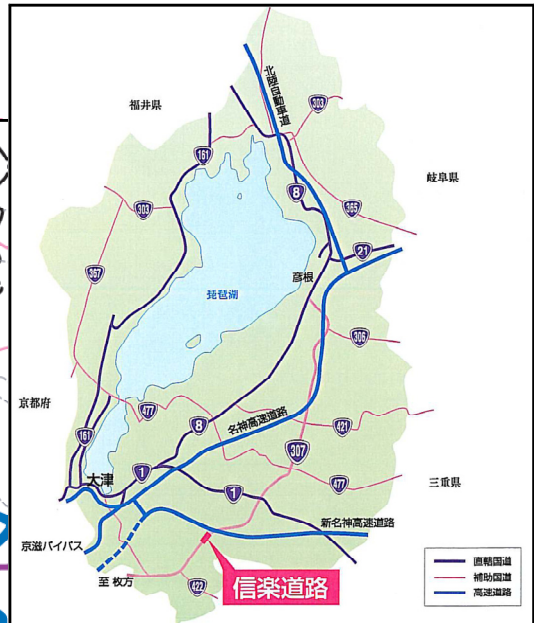 北陸自動車道
福井県
303
161
8
岐阜県
303
365
21
367
彦根
琵琶湖
306
京都府
477
8
名神高速道路
421
161
307
大津
1
1
477
三重県
新名神高速道路
京滋バイパス
至 枚方
422
信楽道路
直轄国道
補助国道
高速道路